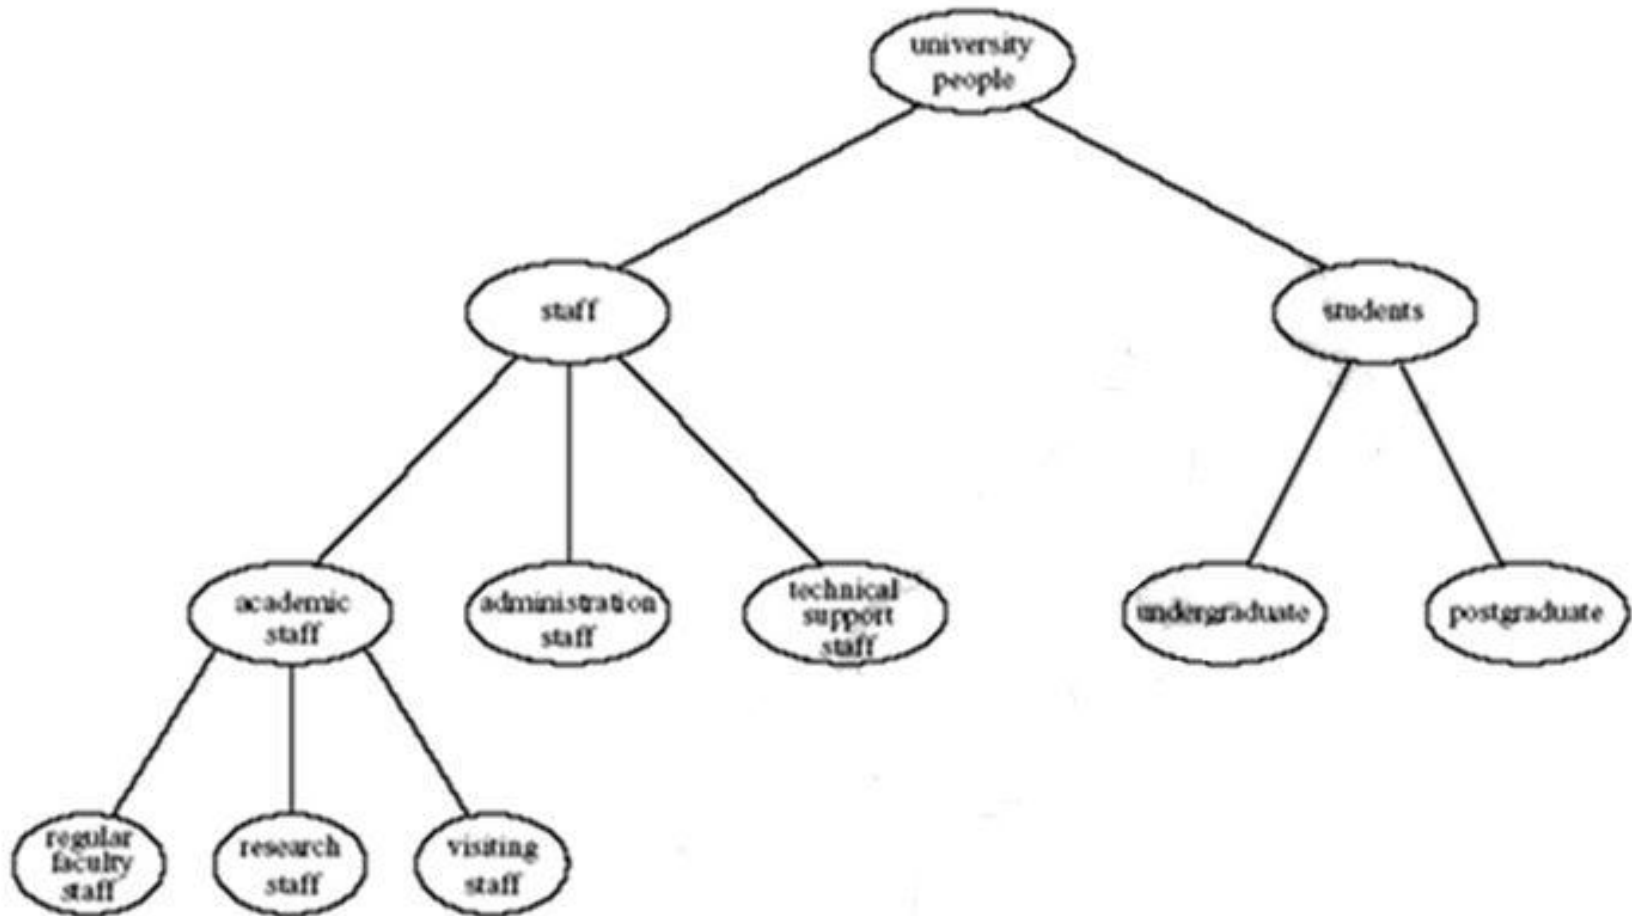 university
people
staff
students
academic
staff
administration
staff
technical
support
staff
undergraduate
postgraduate
regular
faculty
staff
research
staff
visiting
staff